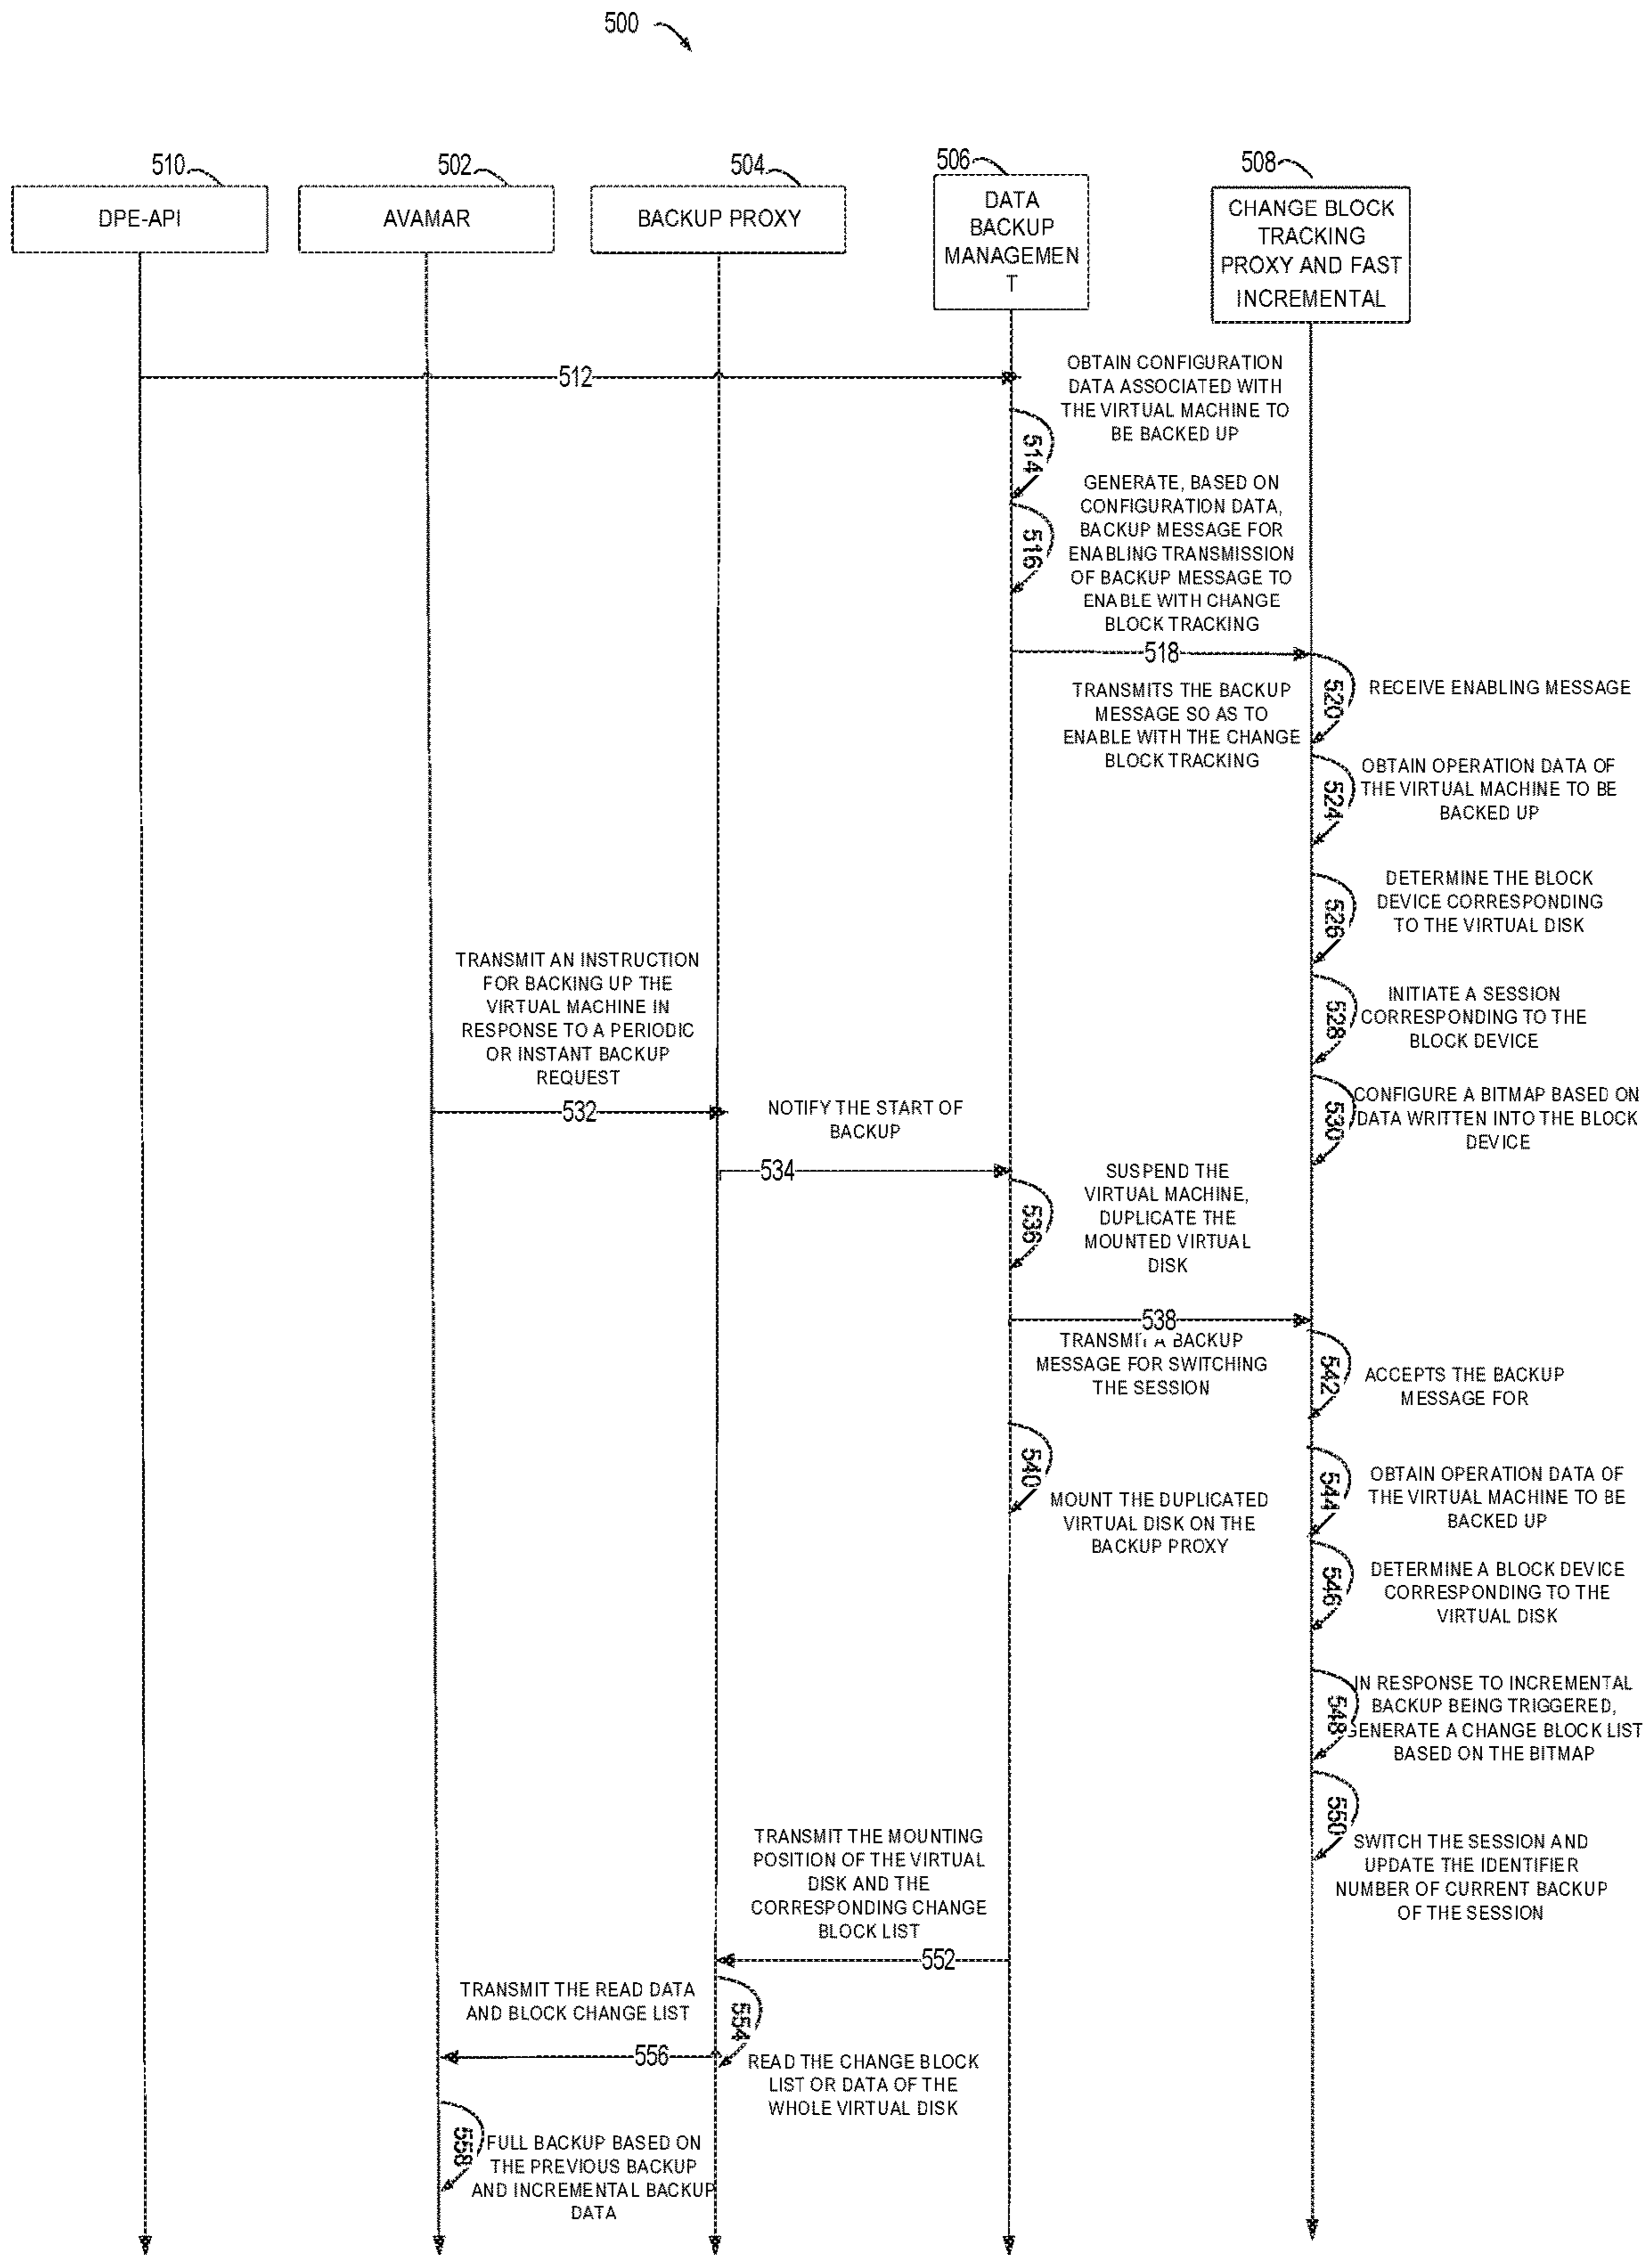 500
510
502
504
506
508
DPE-API
AVAMAR
BACKUP PROXY
DATA
BACKUP
MANAGEMEN
T
CHANGE BLOCK
TRACKING
PROXY AND FAST
INCREMENTAL
512
OBTAIN CONFIGURATION
DATA ASSOCIATED WITH
THE VIRTUAL MACHINE TO
BE BACKED UP
514
GENERATE, BASED ON
CONFIGURATION DATA,
BACKUP MESSAGE FOR
ENABLING TRANSMISSION
OF BACKUP MESSAGE TO
ENABLE WITH CHANGE
BLOCK TRACKING
516
518
TRANSMITS THE BACKUP
MESSAGE SO AS TO
ENABLE WITH THE CHANGE
BLOCK TRACKING
520
RECEIVE ENABLING MESSAGE
524
OBTAIN OPERATION DATA OF
THE VIRTUAL MACHINE TO BE
BACKED UP
526
DETERMINE THE BLOCK
DEVICE CORRESPONDING
TO THE VIRTUAL DISK
528
INITIATE A SESSION
CORRESPONDING TO THE
BLOCK DEVICE
530
CONFIGURE A BITMAP BASED ON
DATA WRITTEN INTO THE BLOCK
DEVICE
TRANSMIT AN INSTRUCTION
FOR BACKING UP THE
VIRTUAL MACHINE IN
RESPONSE TO A PERIODIC
OR INSTANT BACKUP
REQUEST
532
NOTIFY THE START OF
BACKUP
534
536
SUSPEND THE
VIRTUAL MACHINE,
DUPLICATE THE
MOUNTED VIRTUAL
DISK
538
TRANSMIT A BACKUP
MESSAGE FOR SWITCHING
THE SESSION
542
ACCEPTS THE BACKUP
MESSAGE FOR
540
MOUNT THE DUPLICATED
VIRTUAL DISK ON THE
BACKUP PROXY
544
OBTAIN OPERATION DATA OF
THE VIRTUAL MACHINE TO BE
BACKED UP
546
DETERMINE A BLOCK DEVICE
CORRESPONDING TO THE
VIRTUAL DISK
548
IN RESPONSE TO INCREMENTAL
BACKUP BEING TRIGGERED,
GENERATE A CHANGE BLOCK LIST
BASED ON THE BITMAP
550
SWITCH THE SESSION AND
UPDATE THE IDENTIFIER
NUMBER OF CURRENT BACKUP
OF THE SESSION
TRANSMIT THE MOUNTING
POSITION OF THE VIRTUAL
DISK AND THE
CORRESPONDING CHANGE
BLOCK LIST
552
554
READ THE CHANGE BLOCK
LIST OR DATA OF THE
WHOLE VIRTUAL DISK
TRANSMIT THE READ DATA
AND BLOCK CHANGE LIST
556
558
FULL BACKUP BASED ON
THE PREVIOUS BACKUP
AND INCREMENTAL BACKUP
DATA